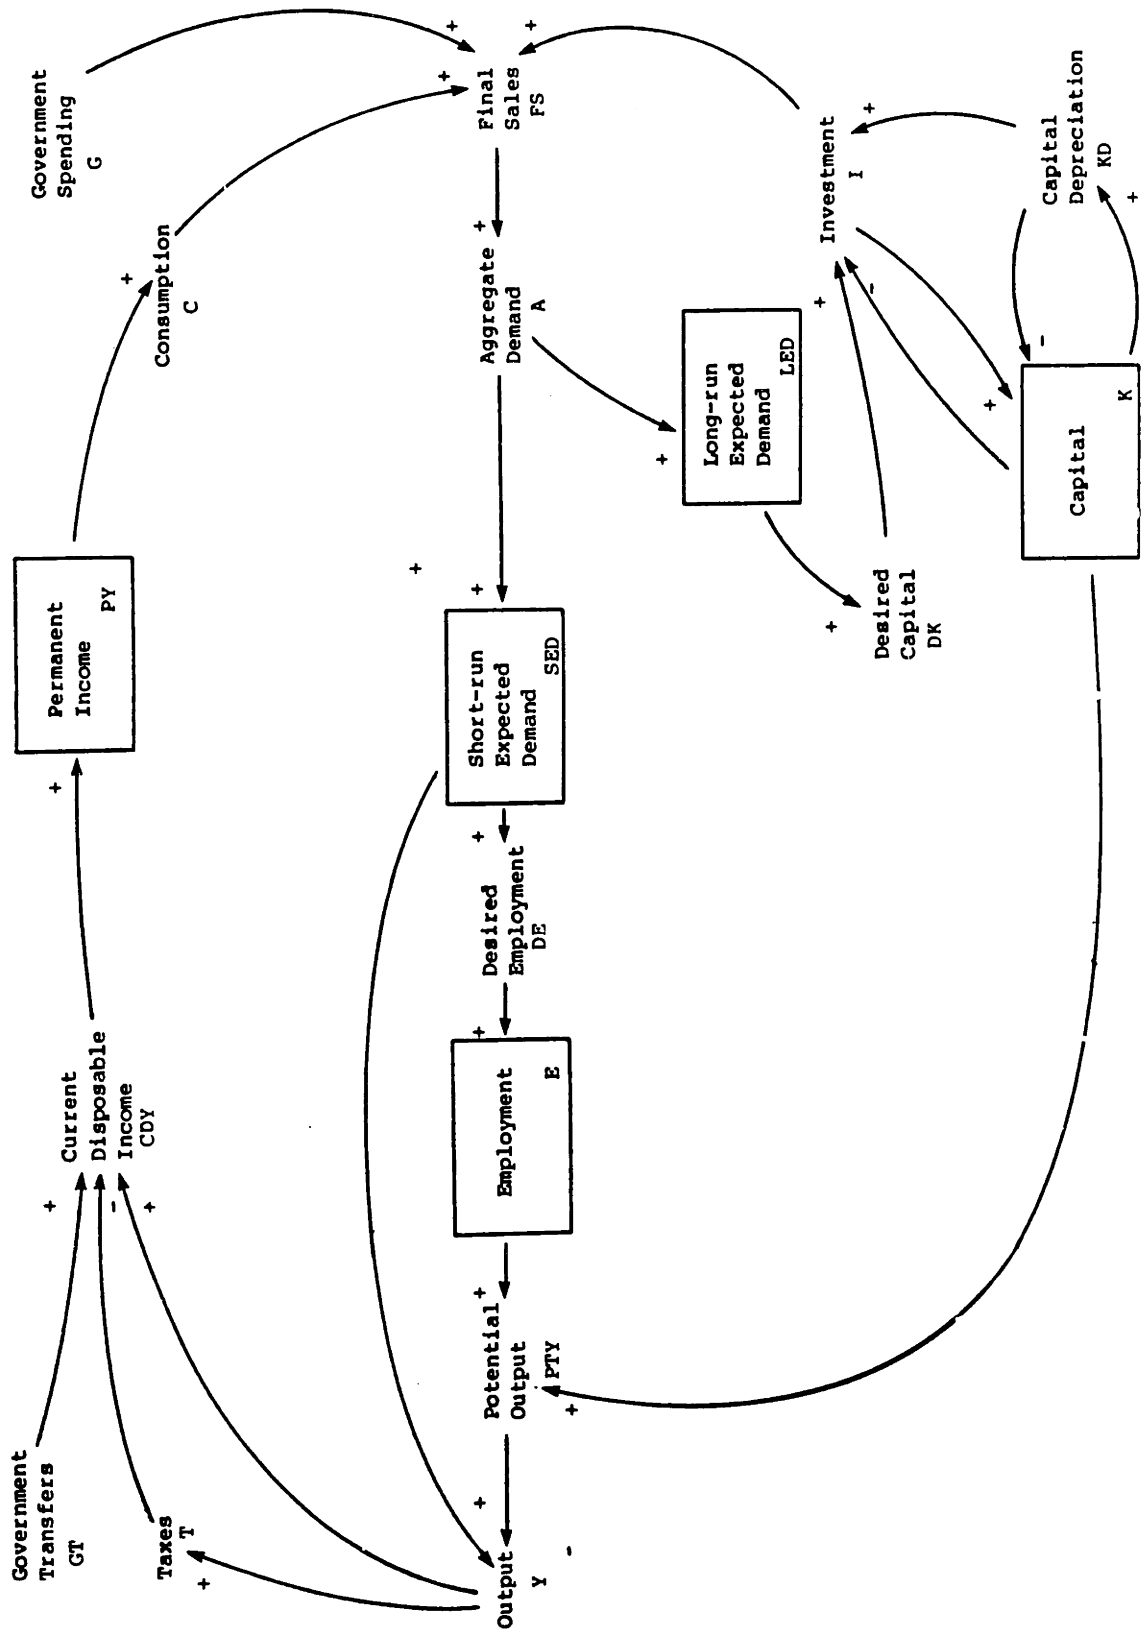 Government
Transfers
GT
Taxes
T
+
+
-
+
Current
Disposable
Income
CDY
+
Permanent
Income
PY
+
Consumption
C
Government
Spending
G
+
+
+
Final
Sales
FS
+
Aggregate
Demand
A
+
+
Short-run
Expected
Demand
SED
+
Desired
Employment
DE
+
Employment
E
+
Potential
Output
PTY
+
+
Output
Y
-
+
Long-run
Expected
Demand
LED
+
Desired
Capital
DK
+
-
Investment
I
+
Capital
Depreciation
KD
+
-
+
Capital
K